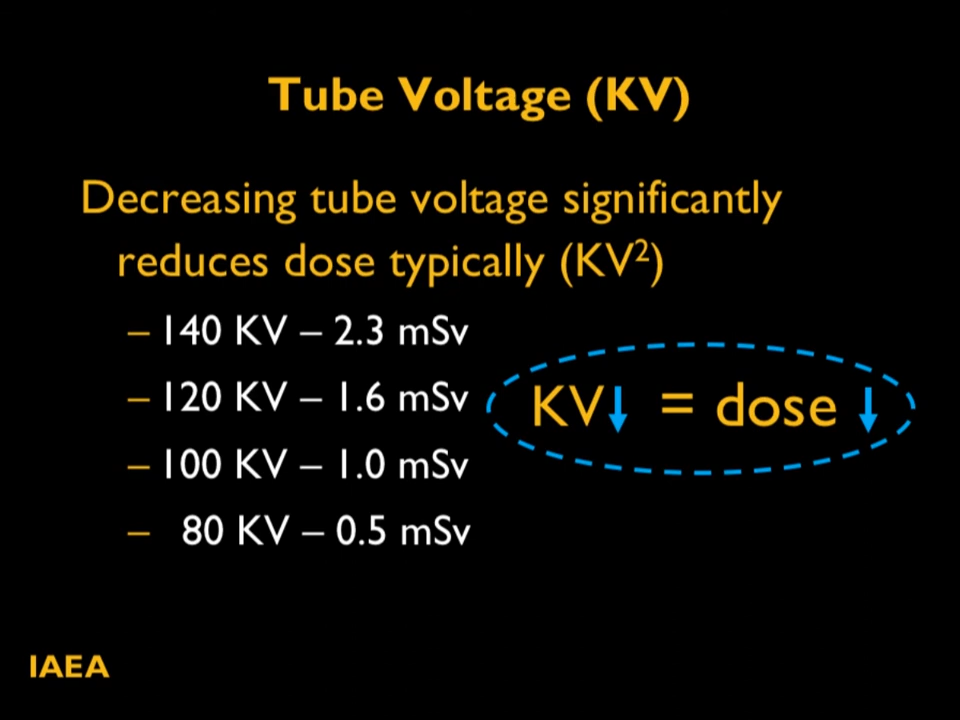 Tube Voltage (KV)
Decreasing tube voltage significantly
reduces dose typically (KV²)
– 140 KV – 2.3 mSv
– 120 KV – 1.6 mSv
KV↓ = dose ↓
– 100 KV – 1.0 mSv
– 80 KV – 0.5 mSv
IAEA